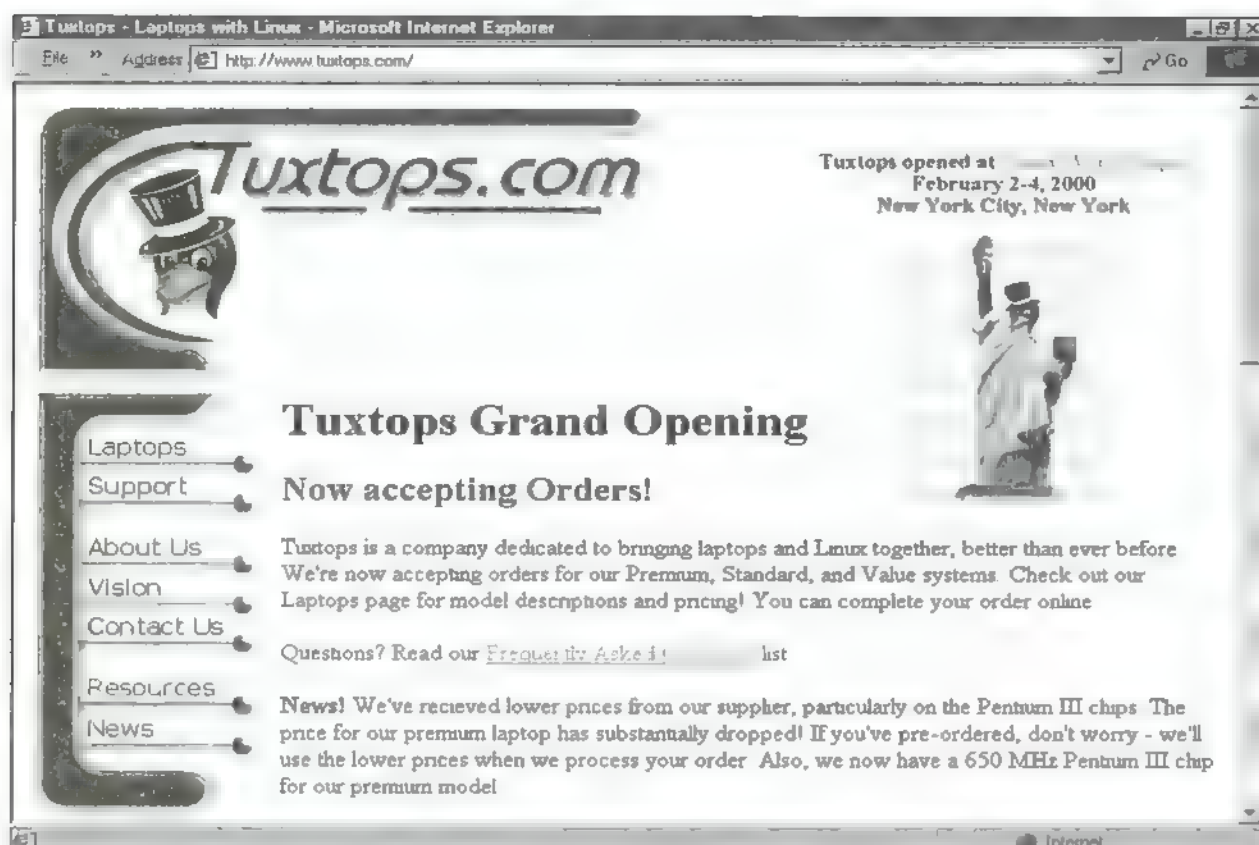 Tuxtops - Laptops with Linux - Microsoft Internet Explorer
File » Address http://www.tuxtops.com/ Go
Tuxtops.com
Tuxtops opened at
February 2-4, 2000
New York City, New York
Laptops
Support
About Us
Vision
Contact Us
Resources
News
Tuxtops Grand Opening
Now accepting Orders!
Tuxtops is a company dedicated to bringing laptops and Linux together, better than ever before
We're now accepting orders for our Premium, Standard, and Value systems. Check out our
Laptops page for model descriptions and pricing! You can complete your order online
Questions? Read our Frequently Asked list
News! We've recieved lower prices from our supplier, particularly on the Pentium III chips. The
price for our premium laptop has substantially dropped! If you've pre-ordered, don't worry - we'll
use the lower prices when we process your order. Also, we now have a 650 MHz Pentium III chip
for our premium model
Internet